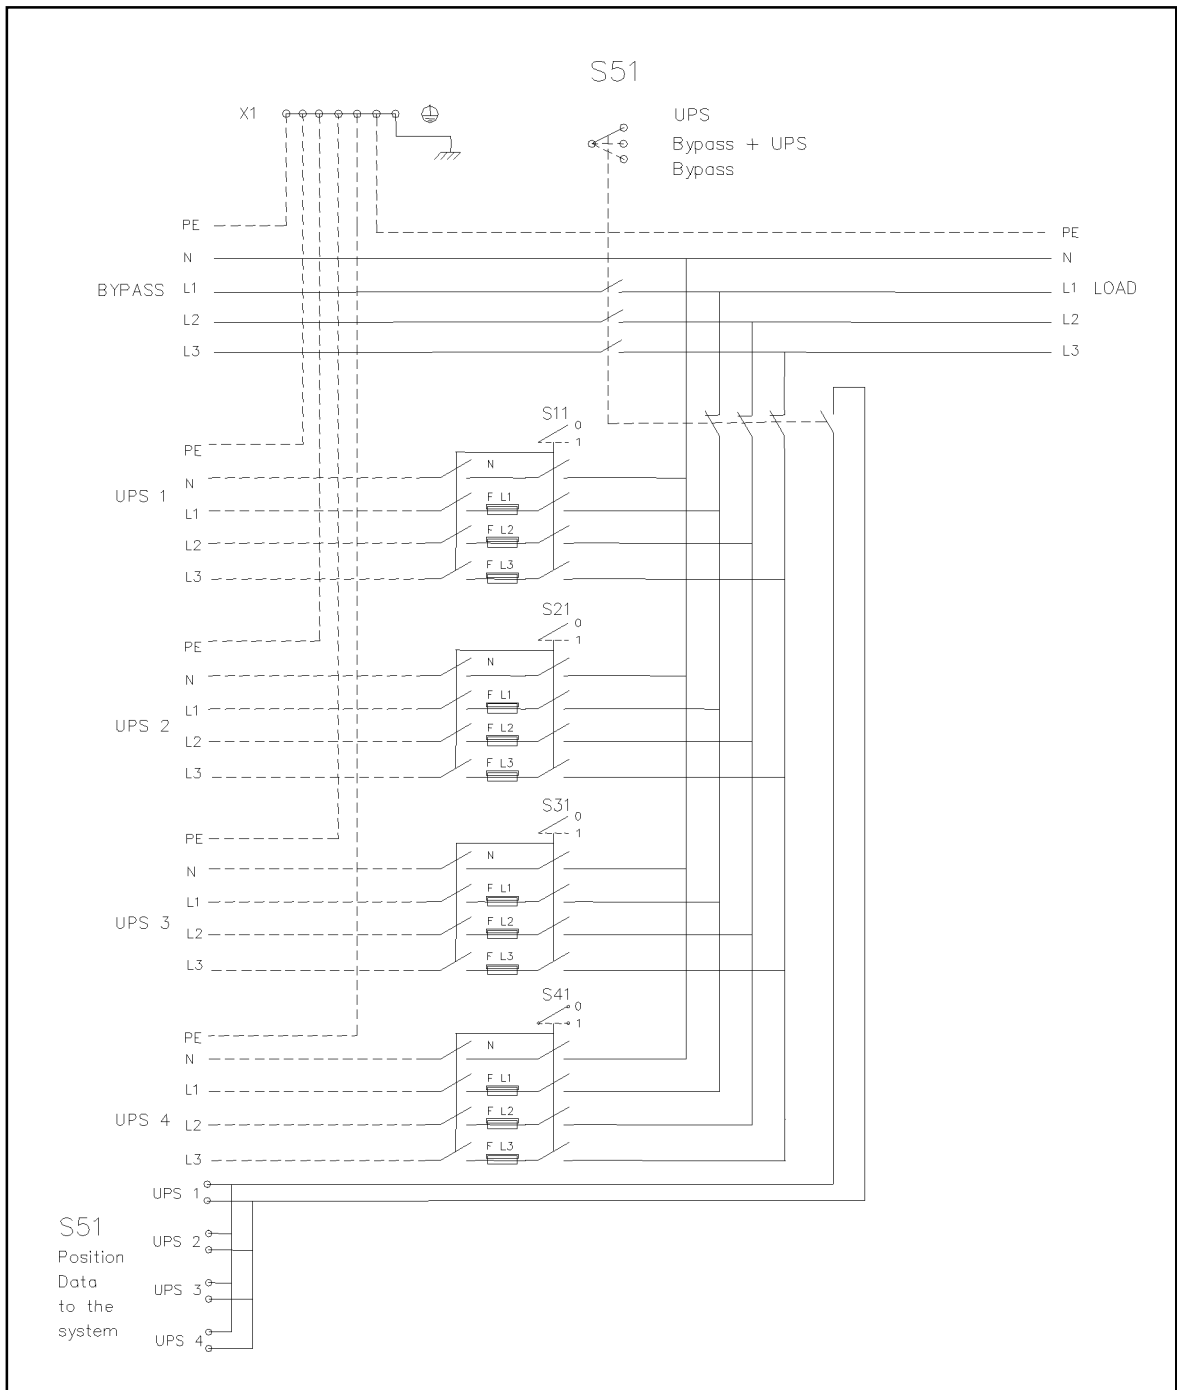 S51
X1
UPS
Bypass + UPS
Bypass
PE
PE
N
N
BYPASS L1
L1 LOAD
L2
L2
L3
L3
S11
0
1
PE
N
N
UPS 1
F L1
L1
F L2
L2
F L3
L3
S21
0
1
PE
N
N
F L1
L1
UPS 2
F L2
L2
F L3
L3
S31
0
1
PE
N
N
F L1
L1
UPS 3
F L2
L2
F L3
L3
S41
0
1
PE
N
N
F L1
L1
UPS 4
F L2
L2
F L3
L3
UPS 1
S51
UPS 2
Position
Data
UPS 3
to the
system
UPS 4